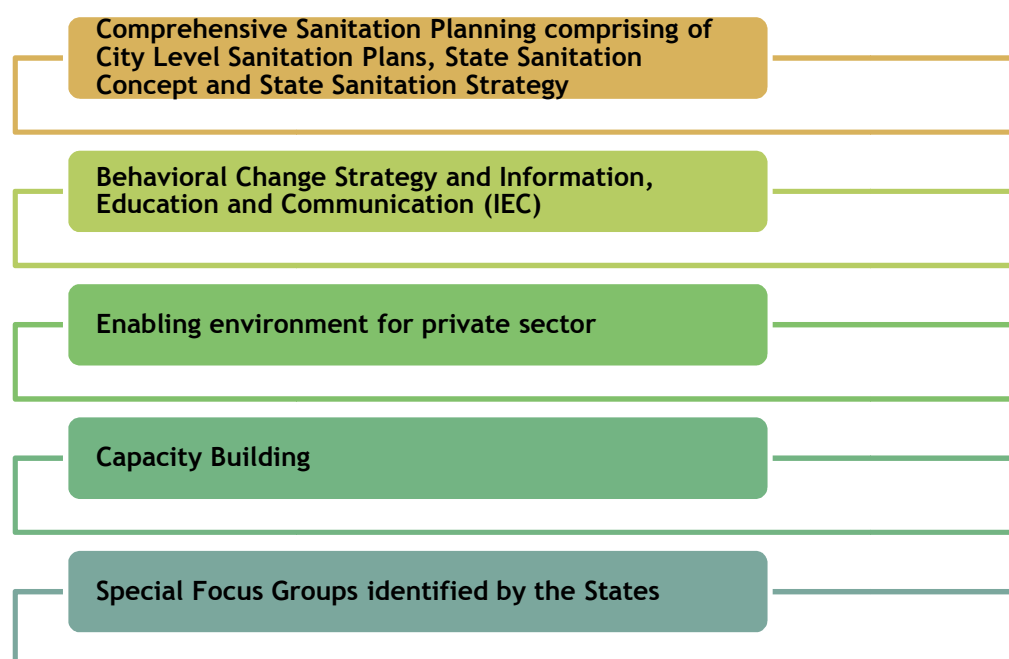 Comprehensive Sanitation Planning comprising of
City Level Sanitation Plans, State Sanitation
Concept and State Sanitation Strategy
Behavioral Change Strategy and Information,
Education and Communication (IEC)
Enabling environment for private sector
Capacity Building
Special Focus Groups identified by the States